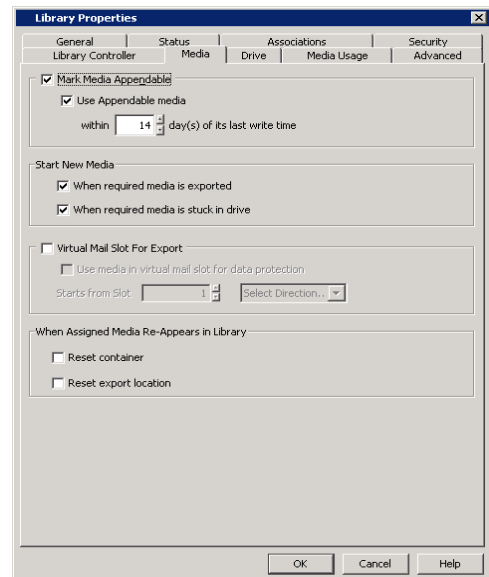 Library Properties
General Status Associations Security
Library Controller Media Drive Media Usage Advanced
Mark Media Appendable
Use Appendable media
within 14 day(s) of its last write time
Start New Media
When required media is exported
When required media is stuck in drive
Virtual Mail Slot For Export
Use media in virtual mail slot for data protection
Starts from Slot 1 Select Direction..
When Assigned Media Re-Appears in Library
Reset container
Reset export location
OK Cancel Help